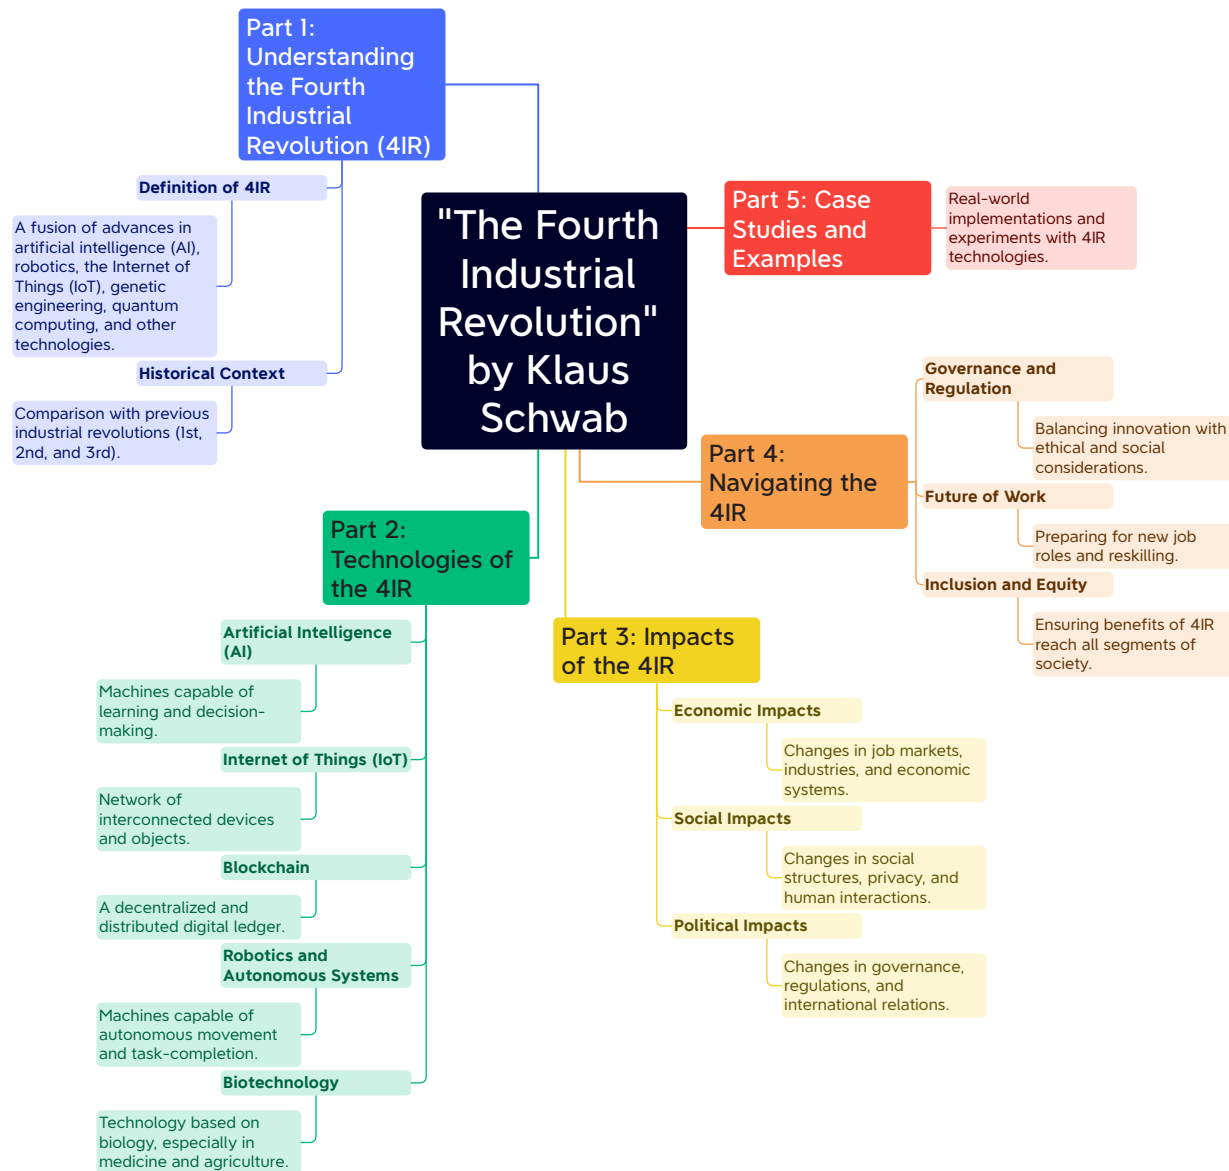 "The Fourth
Industrial
Revolution"
by Klaus
Schwab
Part 1:
Understanding
the Fourth
Industrial
Revolution (4IR)
Definition of 4IR
A fusion of advances in
artificial intelligence (AI),
robotics, the Internet of
Things (IoT), genetic
engineering, quantum
computing, and other
technologies.
Historical Context
Comparison with previous
industrial revolutions (1st,
2nd, and 3rd).
Part 2:
Technologies of
the 4IR
Artificial Intelligence
(AI)
Machines capable of
learning and decision-
making.
Internet of Things (IoT)
Network of
interconnected devices
and objects.
Blockchain
A decentralized and
distributed digital ledger.
Robotics and
Autonomous Systems
Machines capable of
autonomous movement
and task-completion.
Biotechnology
Technology based on
biology, especially in
medicine and agriculture.
Part 3: Impacts
of the 4IR
Economic Impacts
Changes in job markets,
industries, and economic
systems.
Social Impacts
Changes in social
structures, privacy, and
human interactions.
Political Impacts
Changes in governance,
regulations, and
international relations.
Part 4:
Navigating the
4IR
Governance and
Regulation
Balancing innovation with
ethical and social
considerations.
Future of Work
Preparing for new job
roles and reskilling.
Inclusion and Equity
Ensuring benefits of 4IR
reach all segments of
society.
Part 5: Case
Studies and
Examples
Real-world
implementations and
experiments with 4IR
technologies.